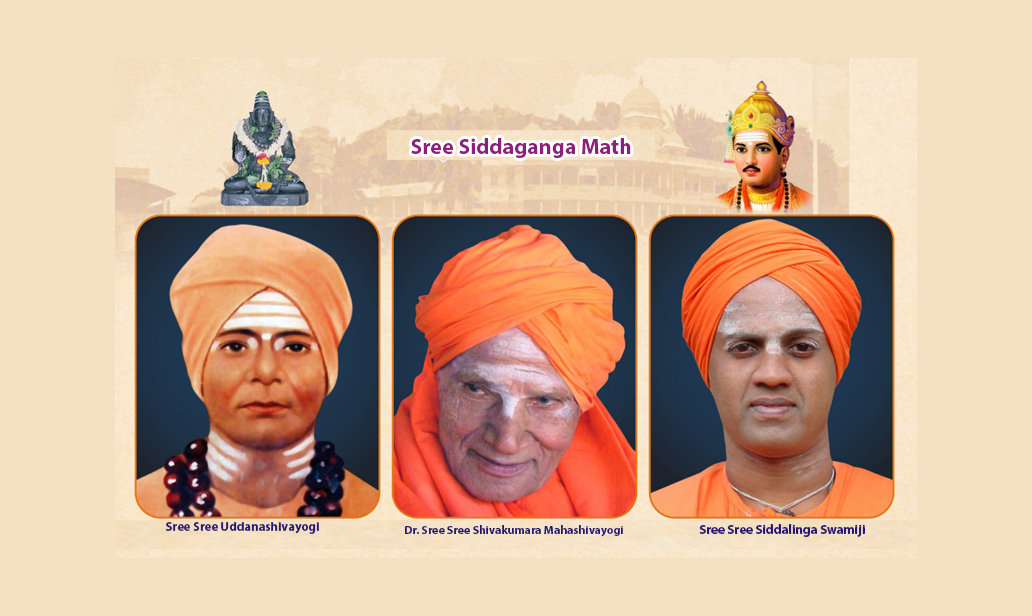 Sree Siddaganga Math
Sree Sree Uddanashivayogi
Dr. Sree Sree Shivakumara Mahashivayogi
Sree Sree Siddalinga Swamiji